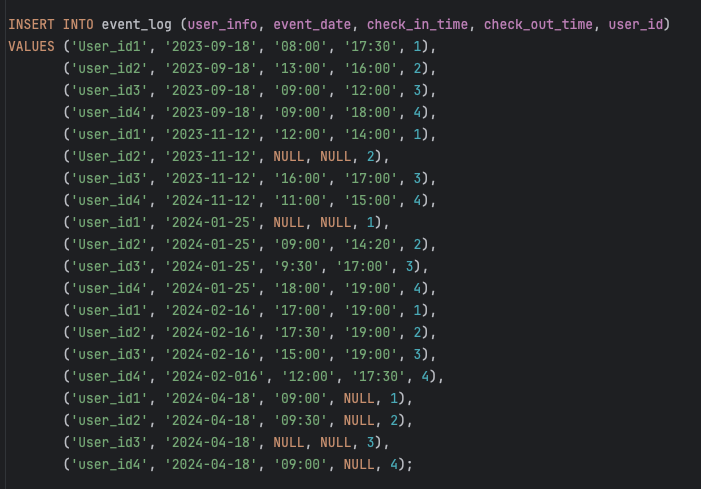 INSERT INTO event_log (user_info, event_date, check_in_time, check_out_time, user_id)
VALUES ('User_id1', '2023-09-18', '08:00', '17:30', 1),
('user_id2', '2023-09-18', '13:00', '16:00', 2),
('user_id3', '2023-09-18', '09:00', '12:00', 3),
('user_id4', '2023-09-18', '09:00', '18:00', 4),
('user_id1', '2023-11-12', '12:00', '14:00', 1),
('User_id2', '2023-11-12', NULL, NULL, 2),
('user_id3', '2023-11-12', '16:00', '17:00', 3),
('user_id4', '2024-11-12', '11:00', '15:00', 4),
('user_id1', '2024-01-25', NULL, NULL, 1),
('User_id2', '2024-01-25', '09:00', '14:20', 2),
('user_id3', '2024-01-25', '9:30', '17:00', 3),
('user_id4', '2024-01-25', '18:00', '19:00', 4),
('user_id1', '2024-02-16', '17:00', '19:00', 1),
('User_id2', '2024-02-16', '17:30', '19:00', 2),
('user_id3', '2024-02-16', '15:00', '19:00', 3),
('user_id4', '2024-02-016', '12:00', '17:30', 4),
('user_id1', '2024-04-18', '09:00', NULL, 1),
('user_id2', '2024-04-18', '09:30', NULL, 2),
('User_id3', '2024-04-18', NULL, NULL, 3),
('user_id4', '2024-04-18', '09:00', NULL, 4);